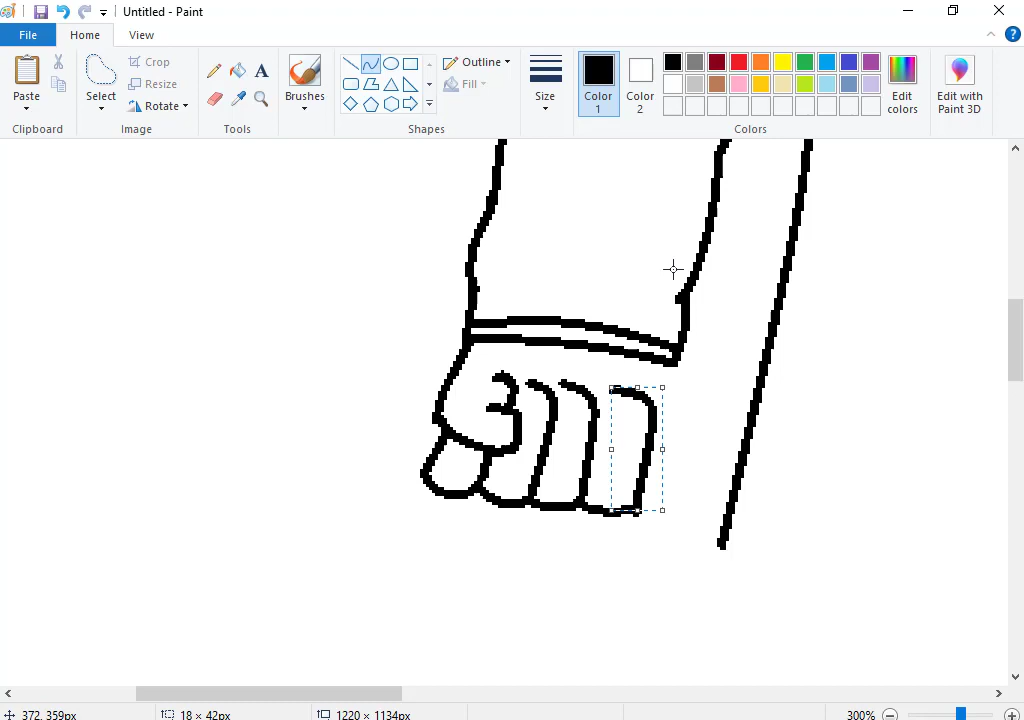 Untitled - Paint
File
Home
View
Paste
Clipboard
Select
Crop
Resize
Rotate
Image
Tools
Brushes
Shapes
Outline
Fill
Size
Color
1
Color
2
Colors
Edit
colors
Edit with
Paint 3D
372, 359px
18 × 42px
1220 × 1134px
300%